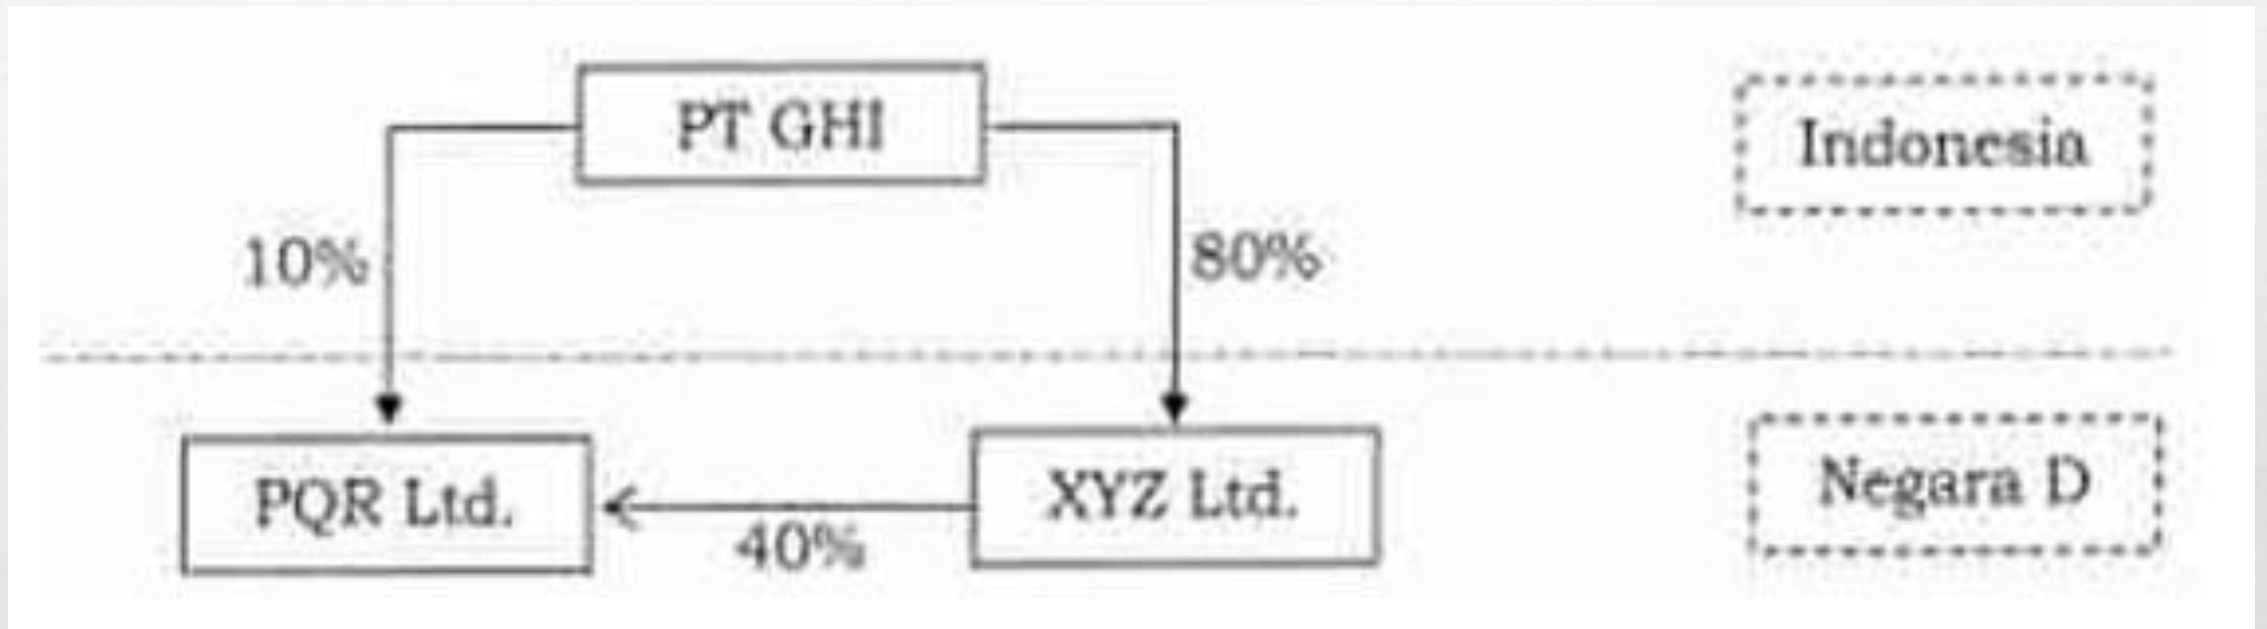 PT GHI
Indonesia
10%
80%
PQR Ltd.
XYZ Ltd.
40%
Negara D